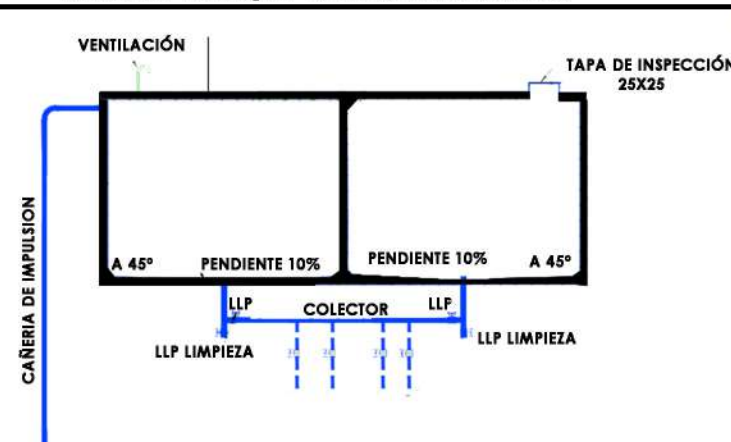 VENTILACIÓN
TAPA DE INSPECCIÓN
25X25
CAÑERIA DE IMPULSION
A 45º
PENDIENTE 10%
PENDIENTE 10%
A 45º
LLP
COLECTOR
LLP
LLP LIMPIEZA
LLP LIMPIEZA